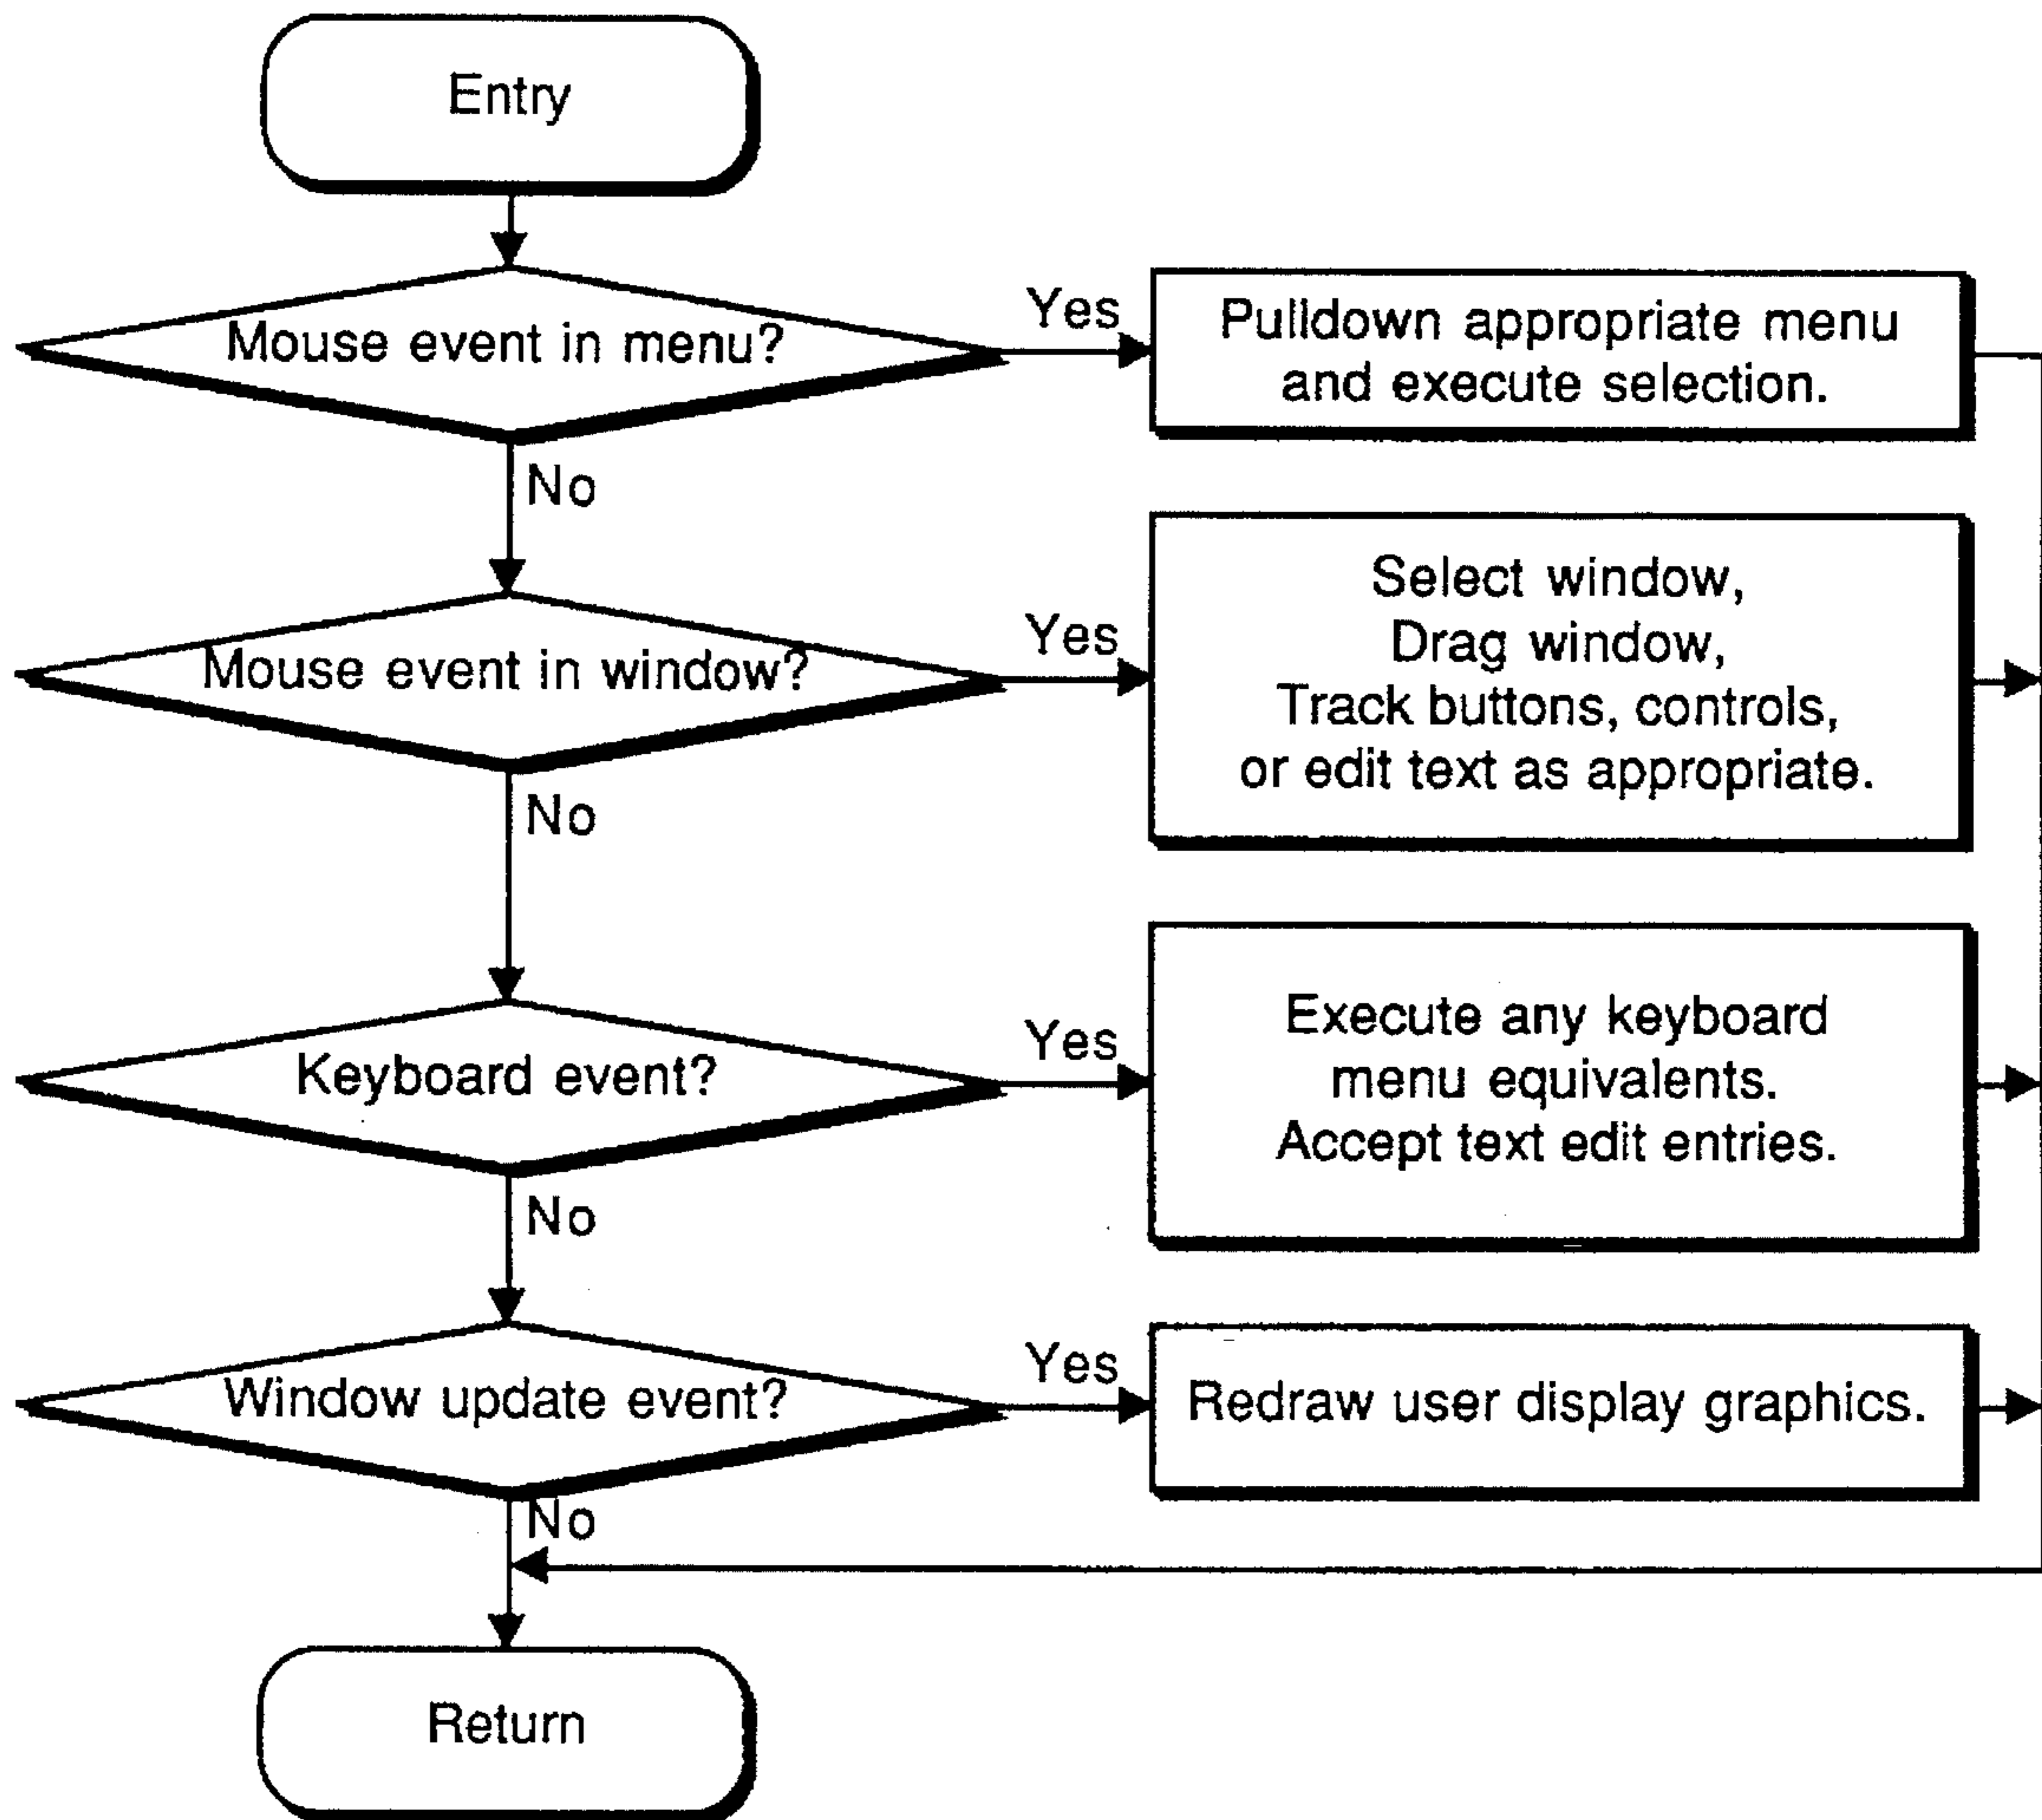 Entry
Mouse event in menu?
Yes
Pulldown appropriate menu
and execute selection.
No
Mouse event in window?
Yes
Select window,
Drag window,
Track buttons, controls,
or edit text as appropriate.
No
Keyboard event?
Yes
Execute any keyboard
menu equivalents.
Accept text edit entries.
No
Window update event?
Yes
Redraw user display graphics.
No
Return